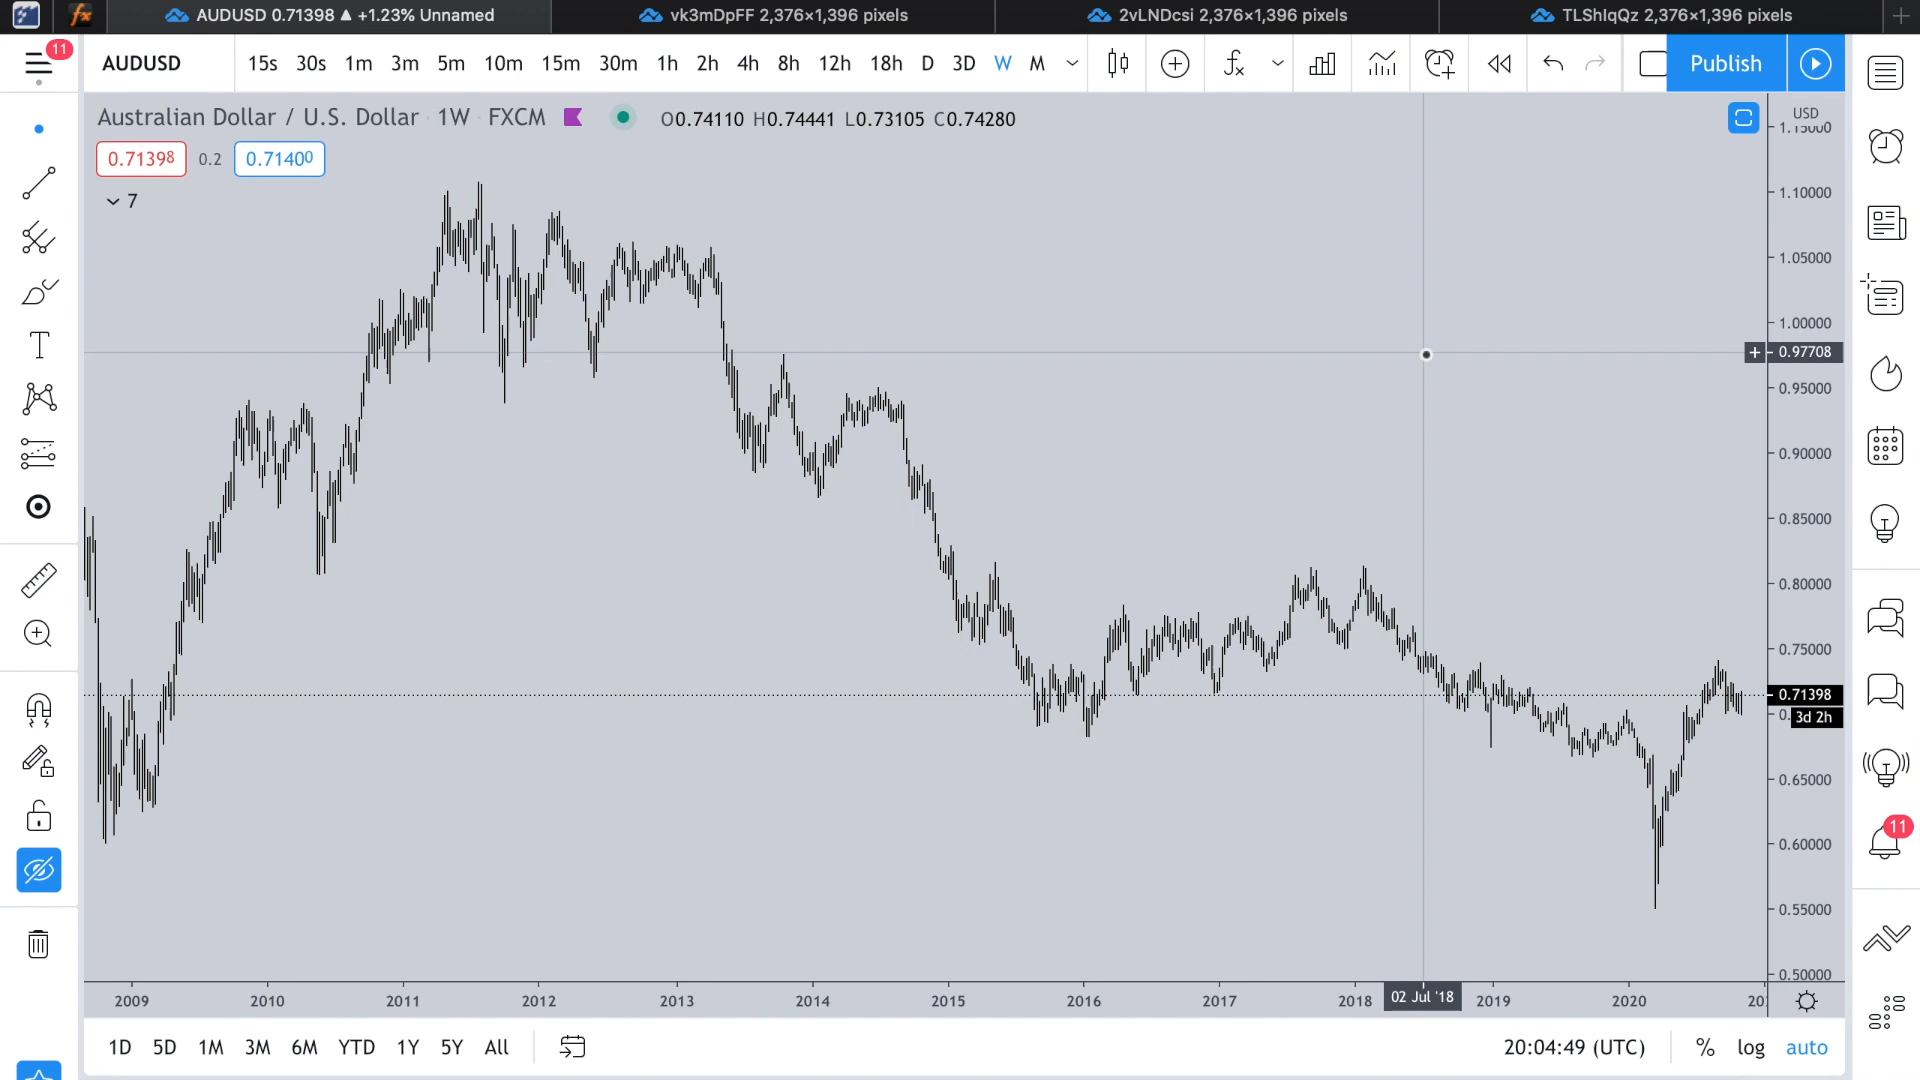 AUDUSD 0.71398 ▲ +1.23% Unnamed
vk3mDpFF 2,376×1,396 pixels
2vLNDcsi 2,376×1,396 pixels
TLShIqQz 2,376×1,396 pixels
11
AUDUSD
15s 30s 1m 3m 5m 10m 15m 30m 1h 2h 4h 8h 12h 18h D 3D W M
Publish
Australian Dollar / U.S. Dollar · 1W · FXCM
O0.74110 H0.74441 L0.73105 C0.74280
0.71398 0.2 0.71400
7
USD
1.15000
1.10000
1.05000
1.00000
0.97708
0.95000
0.90000
0.85000
0.80000
0.75000
0.71398
3d 2h
0.65000
0.60000
0.55000
0.50000
11
2009 2010 2011 2012 2013 2014 2015 2016 2017 2018 02 Jul '18 2019 2020
1D 5D 1M 3M 6M YTD 1Y 5Y All
20:04:49 (UTC) % log auto